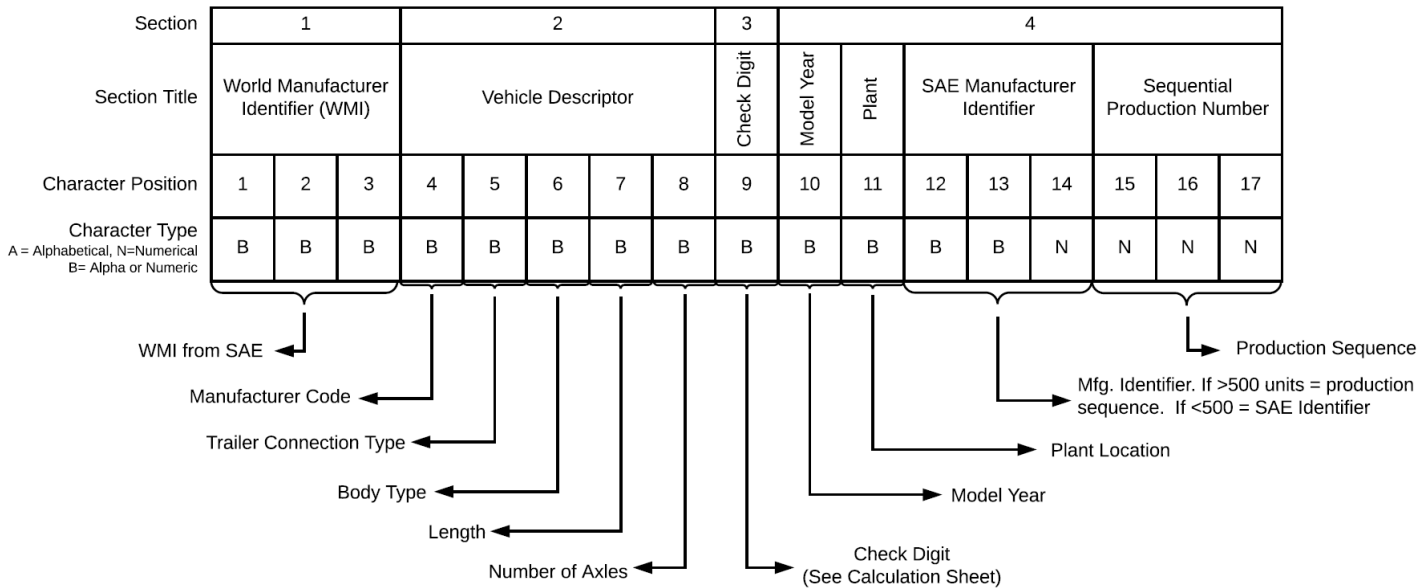 Section 1 2 3 4
Section Title
World Manufacturer
Identifier (WMI)
Vehicle Descriptor
Check Digit
Model Year
Plant
SAE Manufacturer
Identifier
Sequential
Production Number
Character Position 1 2 3 4 5 6 7 8 9 10 11 12 13 14 15 16 17
Character Type
A = Alphabetical, N=Numerical
B= Alpha or Numeric
B B B B B B B B B B B B B N N N N
WMI from SAE
Production Sequence
Manufacturer Code
Mfg. Identifier. If >500 units = production
sequence. If <500 = SAE Identifier
Trailer Connection Type
Plant Location
Body Type
Model Year
Length
Number of Axles
Check Digit
(See Calculation Sheet)